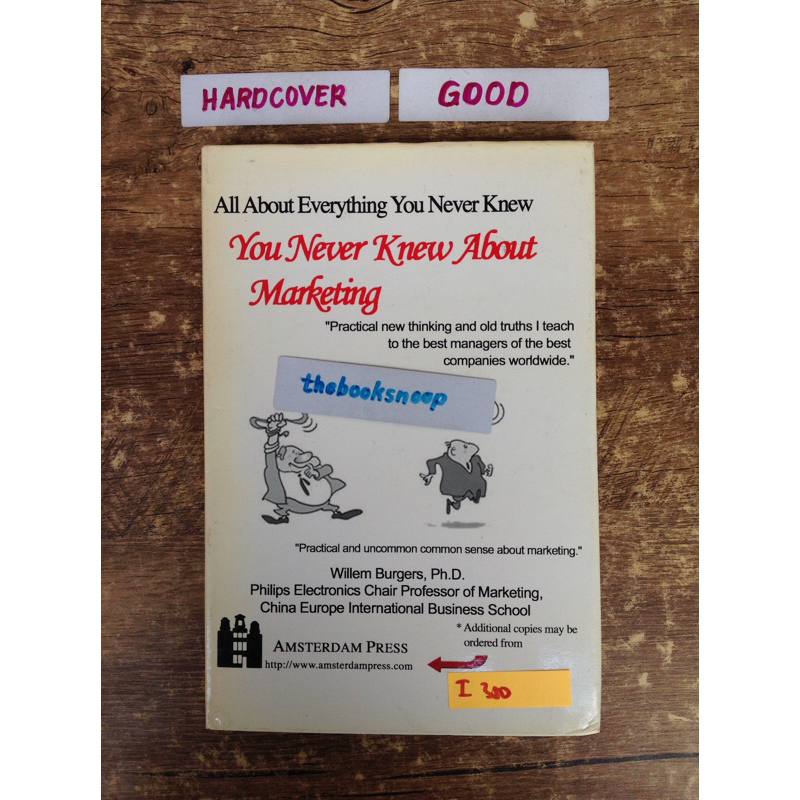 HARDCOVER
GOOD
All About Everything You Never Knew
You Never Knew About
Marketing
"Practical new thinking and old truths I teach
to the best managers of the best
companies worldwide."
thebooksnoop
"Practical and uncommon common sense about marketing."
Willem Burgers, Ph.D.
Philips Electronics Chair Professor of Marketing,
China Europe International Business School
* Additional copies may be
ordered from
AMSTERDAM PRESS
http://www.amsterdampress.com
I 300